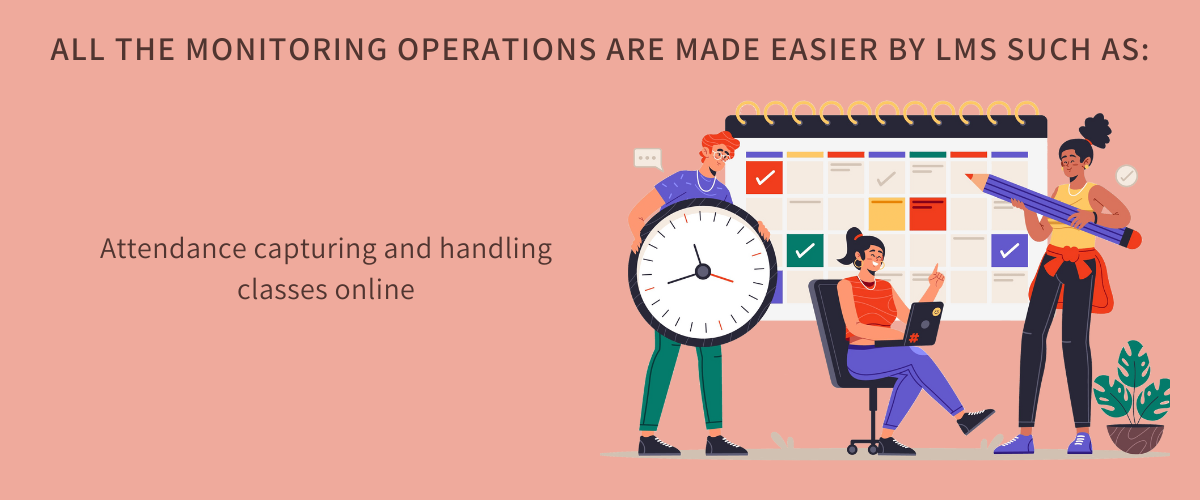 ALL THE MONITORING OPERATIONS ARE MADE EASIER BY LMS SUCH AS:
Attendance capturing and handling
classes online